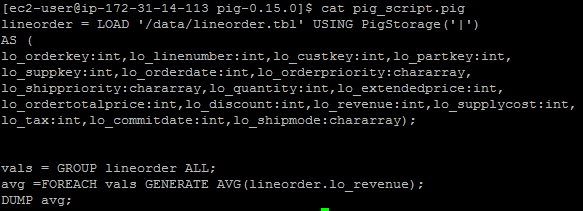 [ec2-user@ip-172-31-14-113 pig-0.15.0]$ cat pig_script.pig
lineorder = LOAD '/data/lineorder.tbl' USING PigStorage('|')
AS (
lo_orderkey:int,lo_linenumber:int,lo_custkey:int,lo_partkey:int,
lo_suppkey:int,lo_orderdate:int,lo_orderpriority:chararray,
lo_shippriority:chararray,lo_quantity:int,lo_extendedprice:int,
lo_ordertotalprice:int,lo_discount:int,lo_revenue:int,lo_supplycost:int,
lo_tax:int,lo_commitdate:int,lo_shipmode:chararray);
vals = GROUP lineorder ALL;
avg =FOREACH vals GENERATE AVG(lineorder.lo_revenue);
DUMP avg;